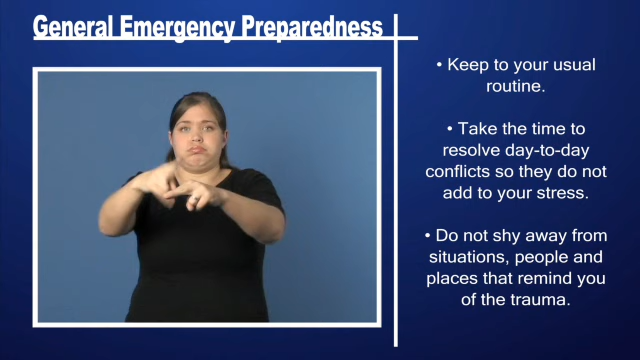 General Emergency Preparedness
• Keep to your usual
routine.
• Take the time to
resolve day-to-day
conflicts so they do not
add to your stress.
• Do not shy away from
situations, people and
places that remind you
of the trauma.